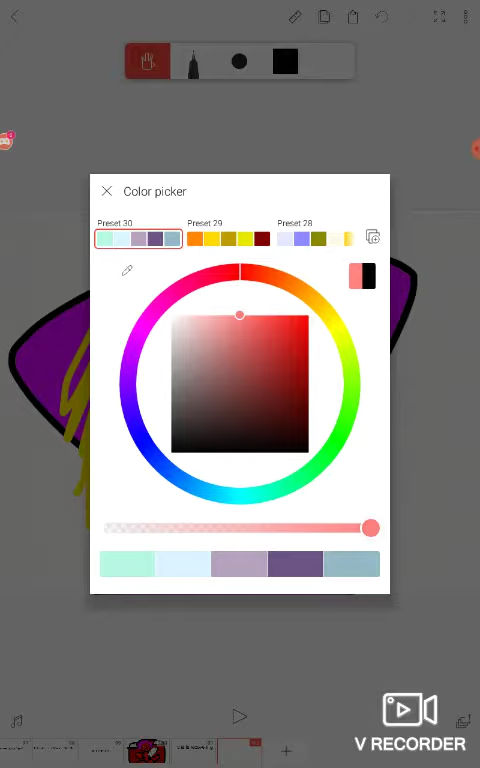 Color picker
Preset 30
Preset 29
Preset 28
V RECORDER